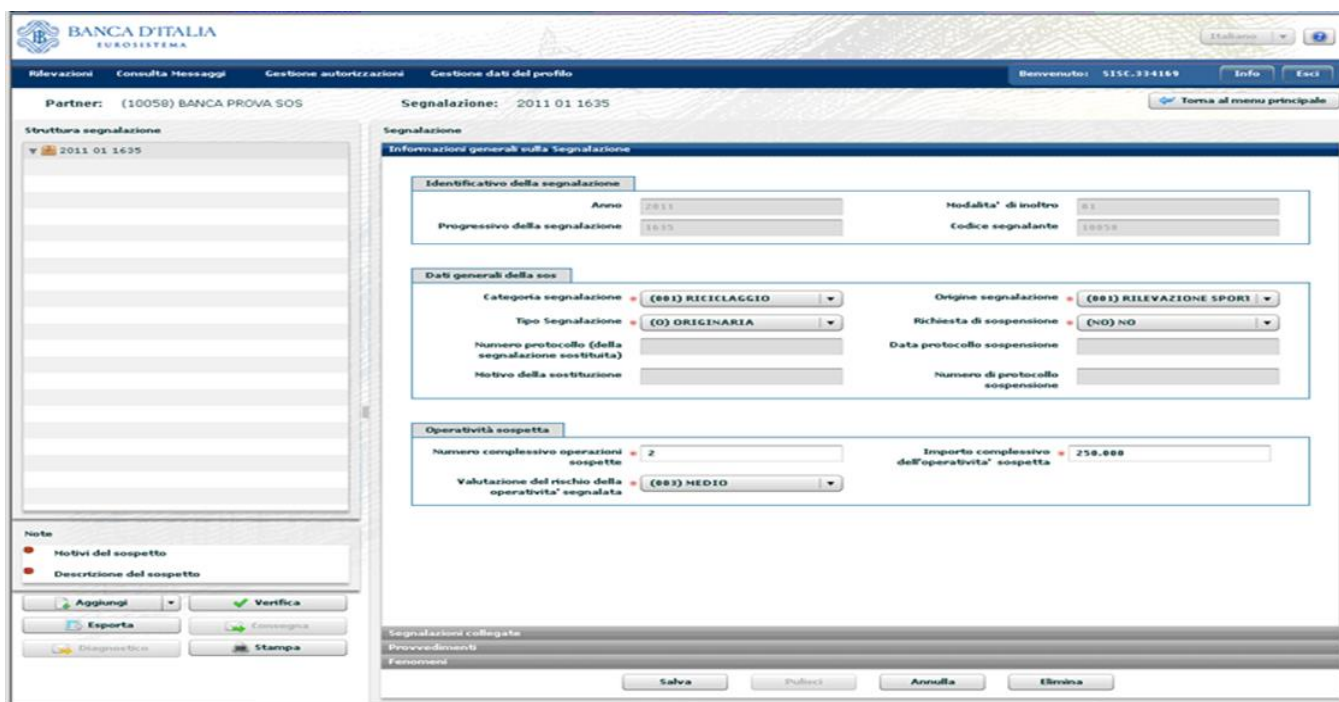 BANCA D'ITALIA
EUROSISTEMA
Italiano
Rilevazioni Consulta Messaggi Gestione autorizzazioni Gestione dati del profilo Benvenuto: SISC.334169 Info Esci
Partner: (10058) BANCA PROVA SOS Segnalazione: 2011 01 1635 Torna al menu principale
Struttura segnalazione
2011 01 1635
Segnalazione
Informazioni generali sulla Segnalazione
Identificativo della segnalazione
Anno 2011 Modalita' di inoltro 01
Progressivo della segnalazione 1635 Codice segnalante 10058
Dati generali della sos
Categoria segnalazione * (001) RICICLAGGIO Origine segnalazione * (001) RILEVAZIONE SPORT
Tipo Segnalazione * (O) ORIGINARIA Richiesta di sospensione * (NO) NO
Numero protocollo (della segnalazione sostituita) Data protocollo sospensione
Motivo della sostituzione Numero di protocollo sospensione
Operatività sospetta
Numero complessivo operazioni sospette * 2 Importo complessivo dell'operativita' sospetta * 250.000
Valutazione del rischio della operativita' segnalata * (003) MEDIO
Note
Motivi del sospetto
Descrizione del sospetto
Aggiungi Verifica
Esporta Consegna
Diagnostico Stampa
Segnalazioni collegate
Provvedimenti
Fenomeni
Salva Pulisci Annulla Elimina